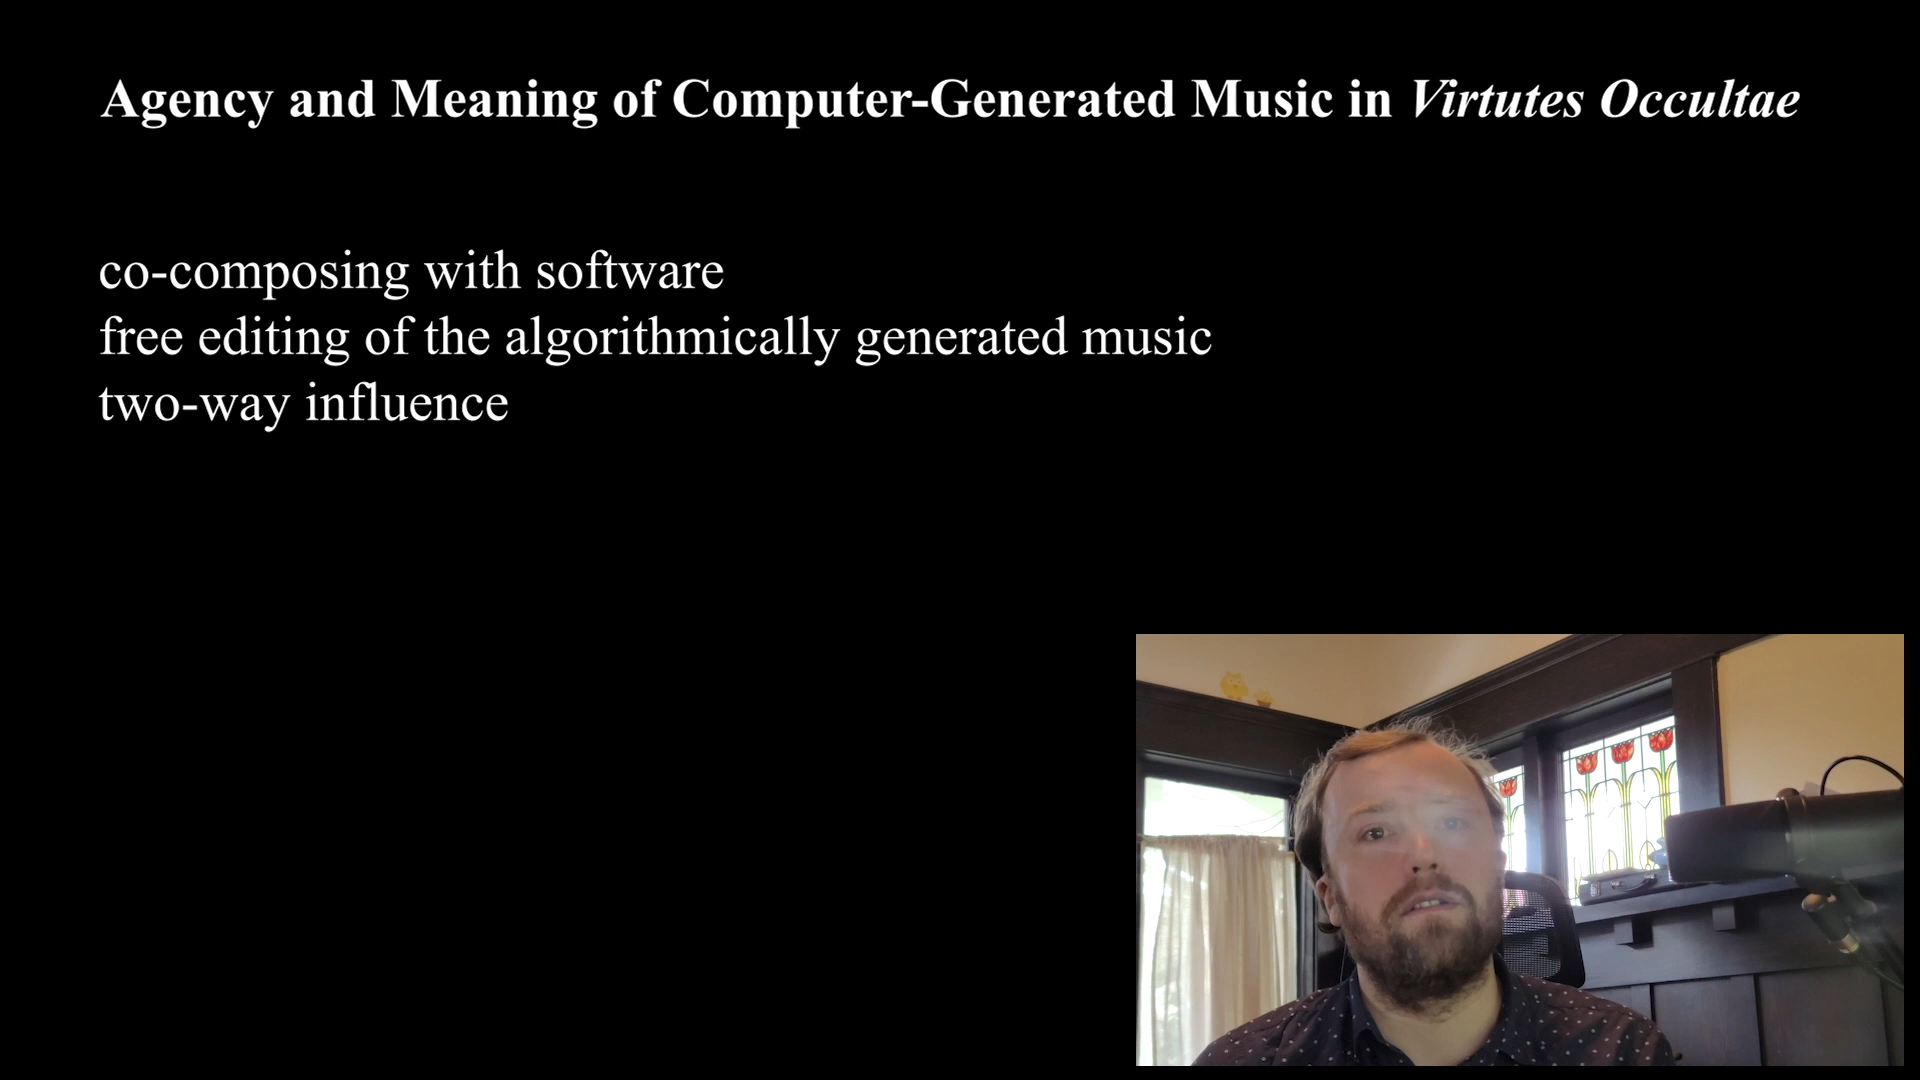 Agency and Meaning of Computer-Generated Music in Virtutes Occultae
co-composing with software
free editing of the algorithmically generated music
two-way influence